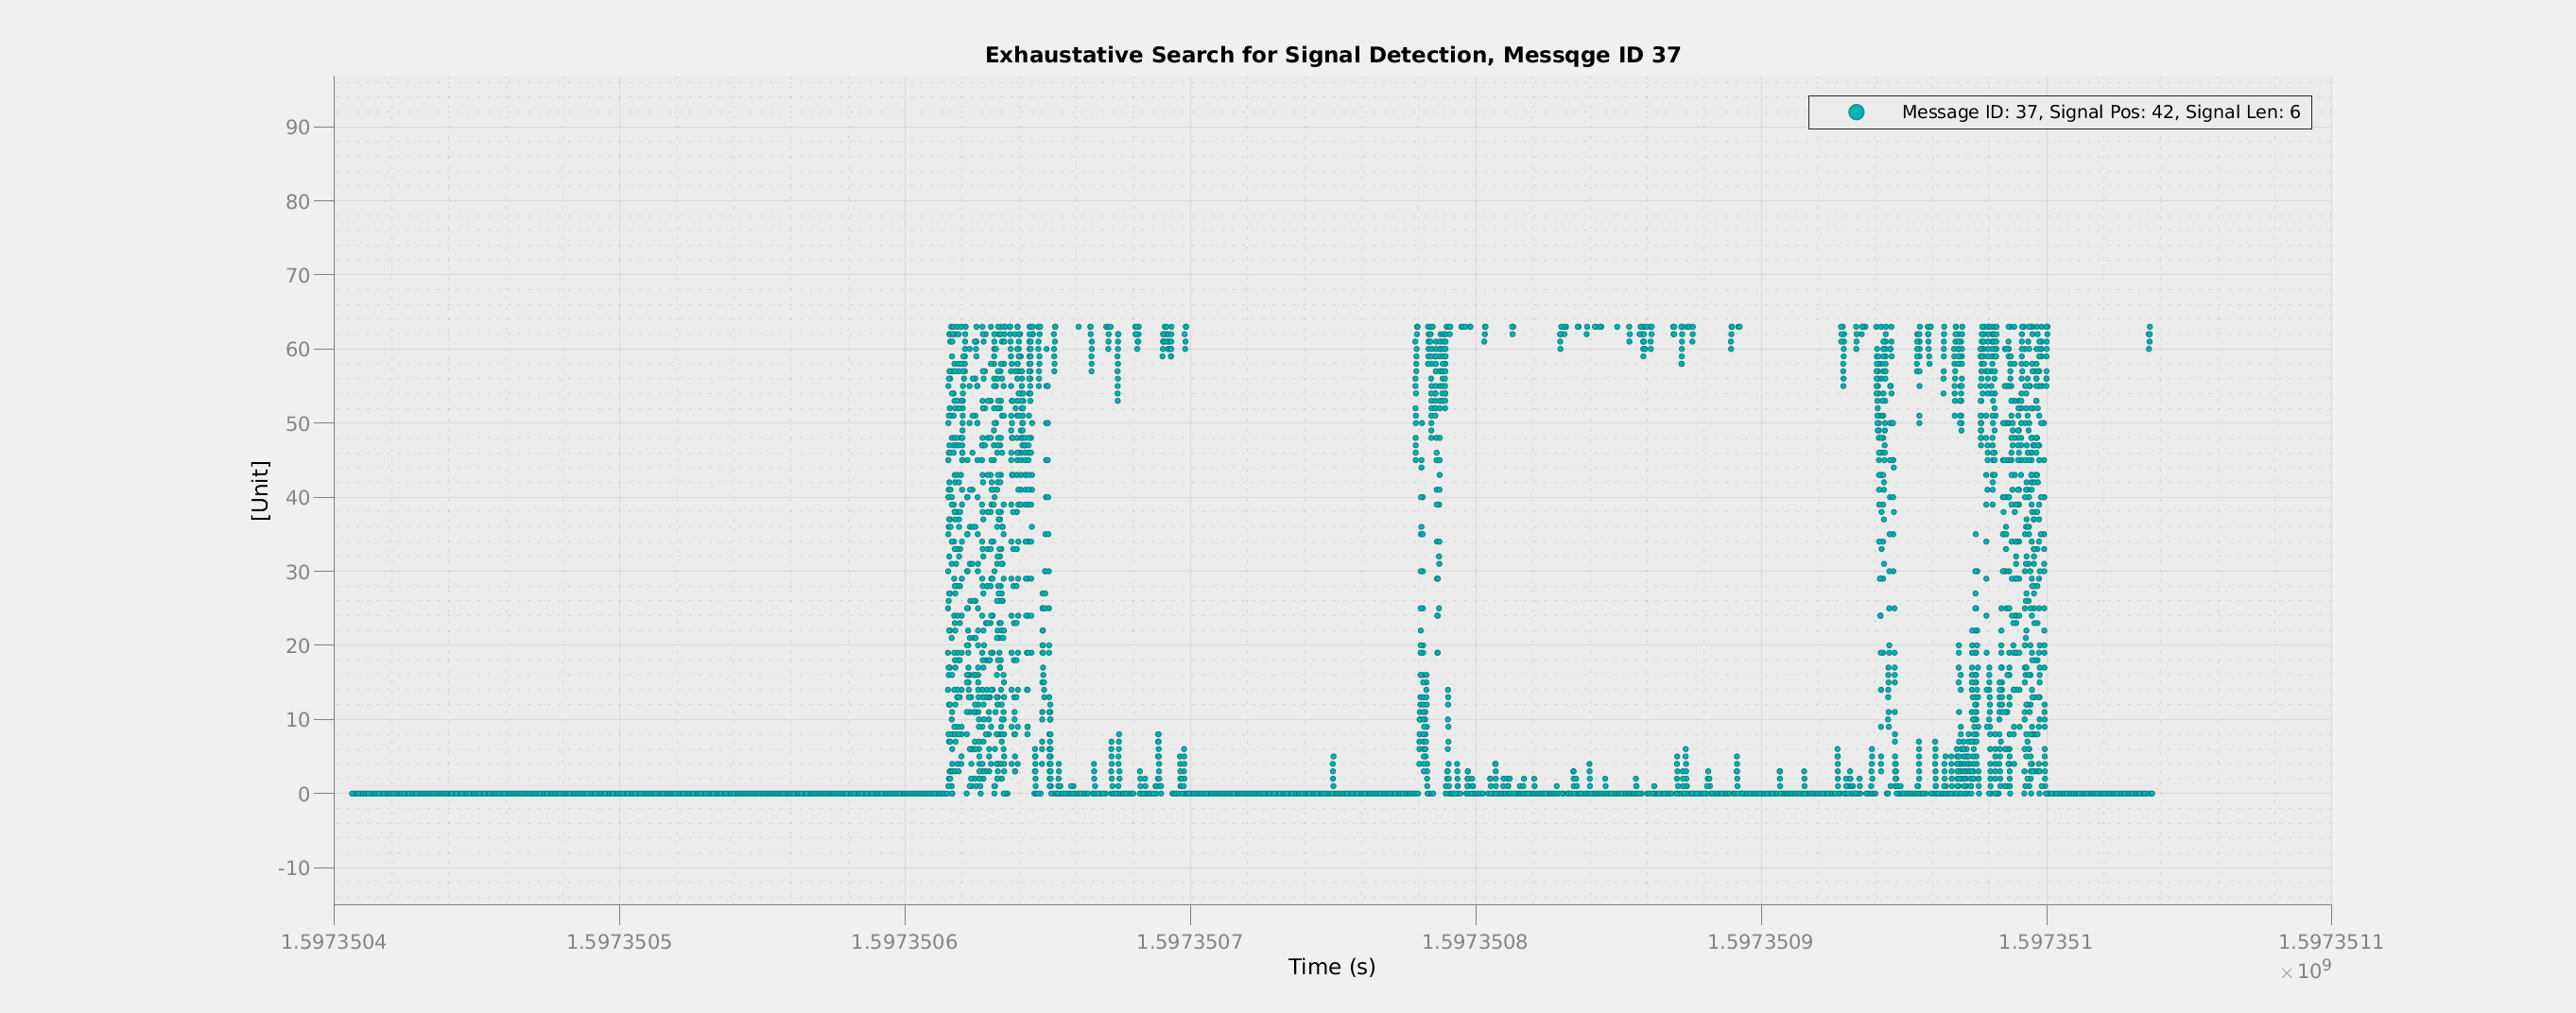 Exhaustative Search for Signal Detection, Messqge ID 37
Message ID: 37, Signal Pos: 42, Signal Len: 6
90
80
70
60
50
40
30
20
10
0
-10
[Unit]
1.5973504 1.5973505 1.5973506 1.5973507 1.5973508 1.5973509 1.597351 1.5973511
Time (s)
× 10⁹